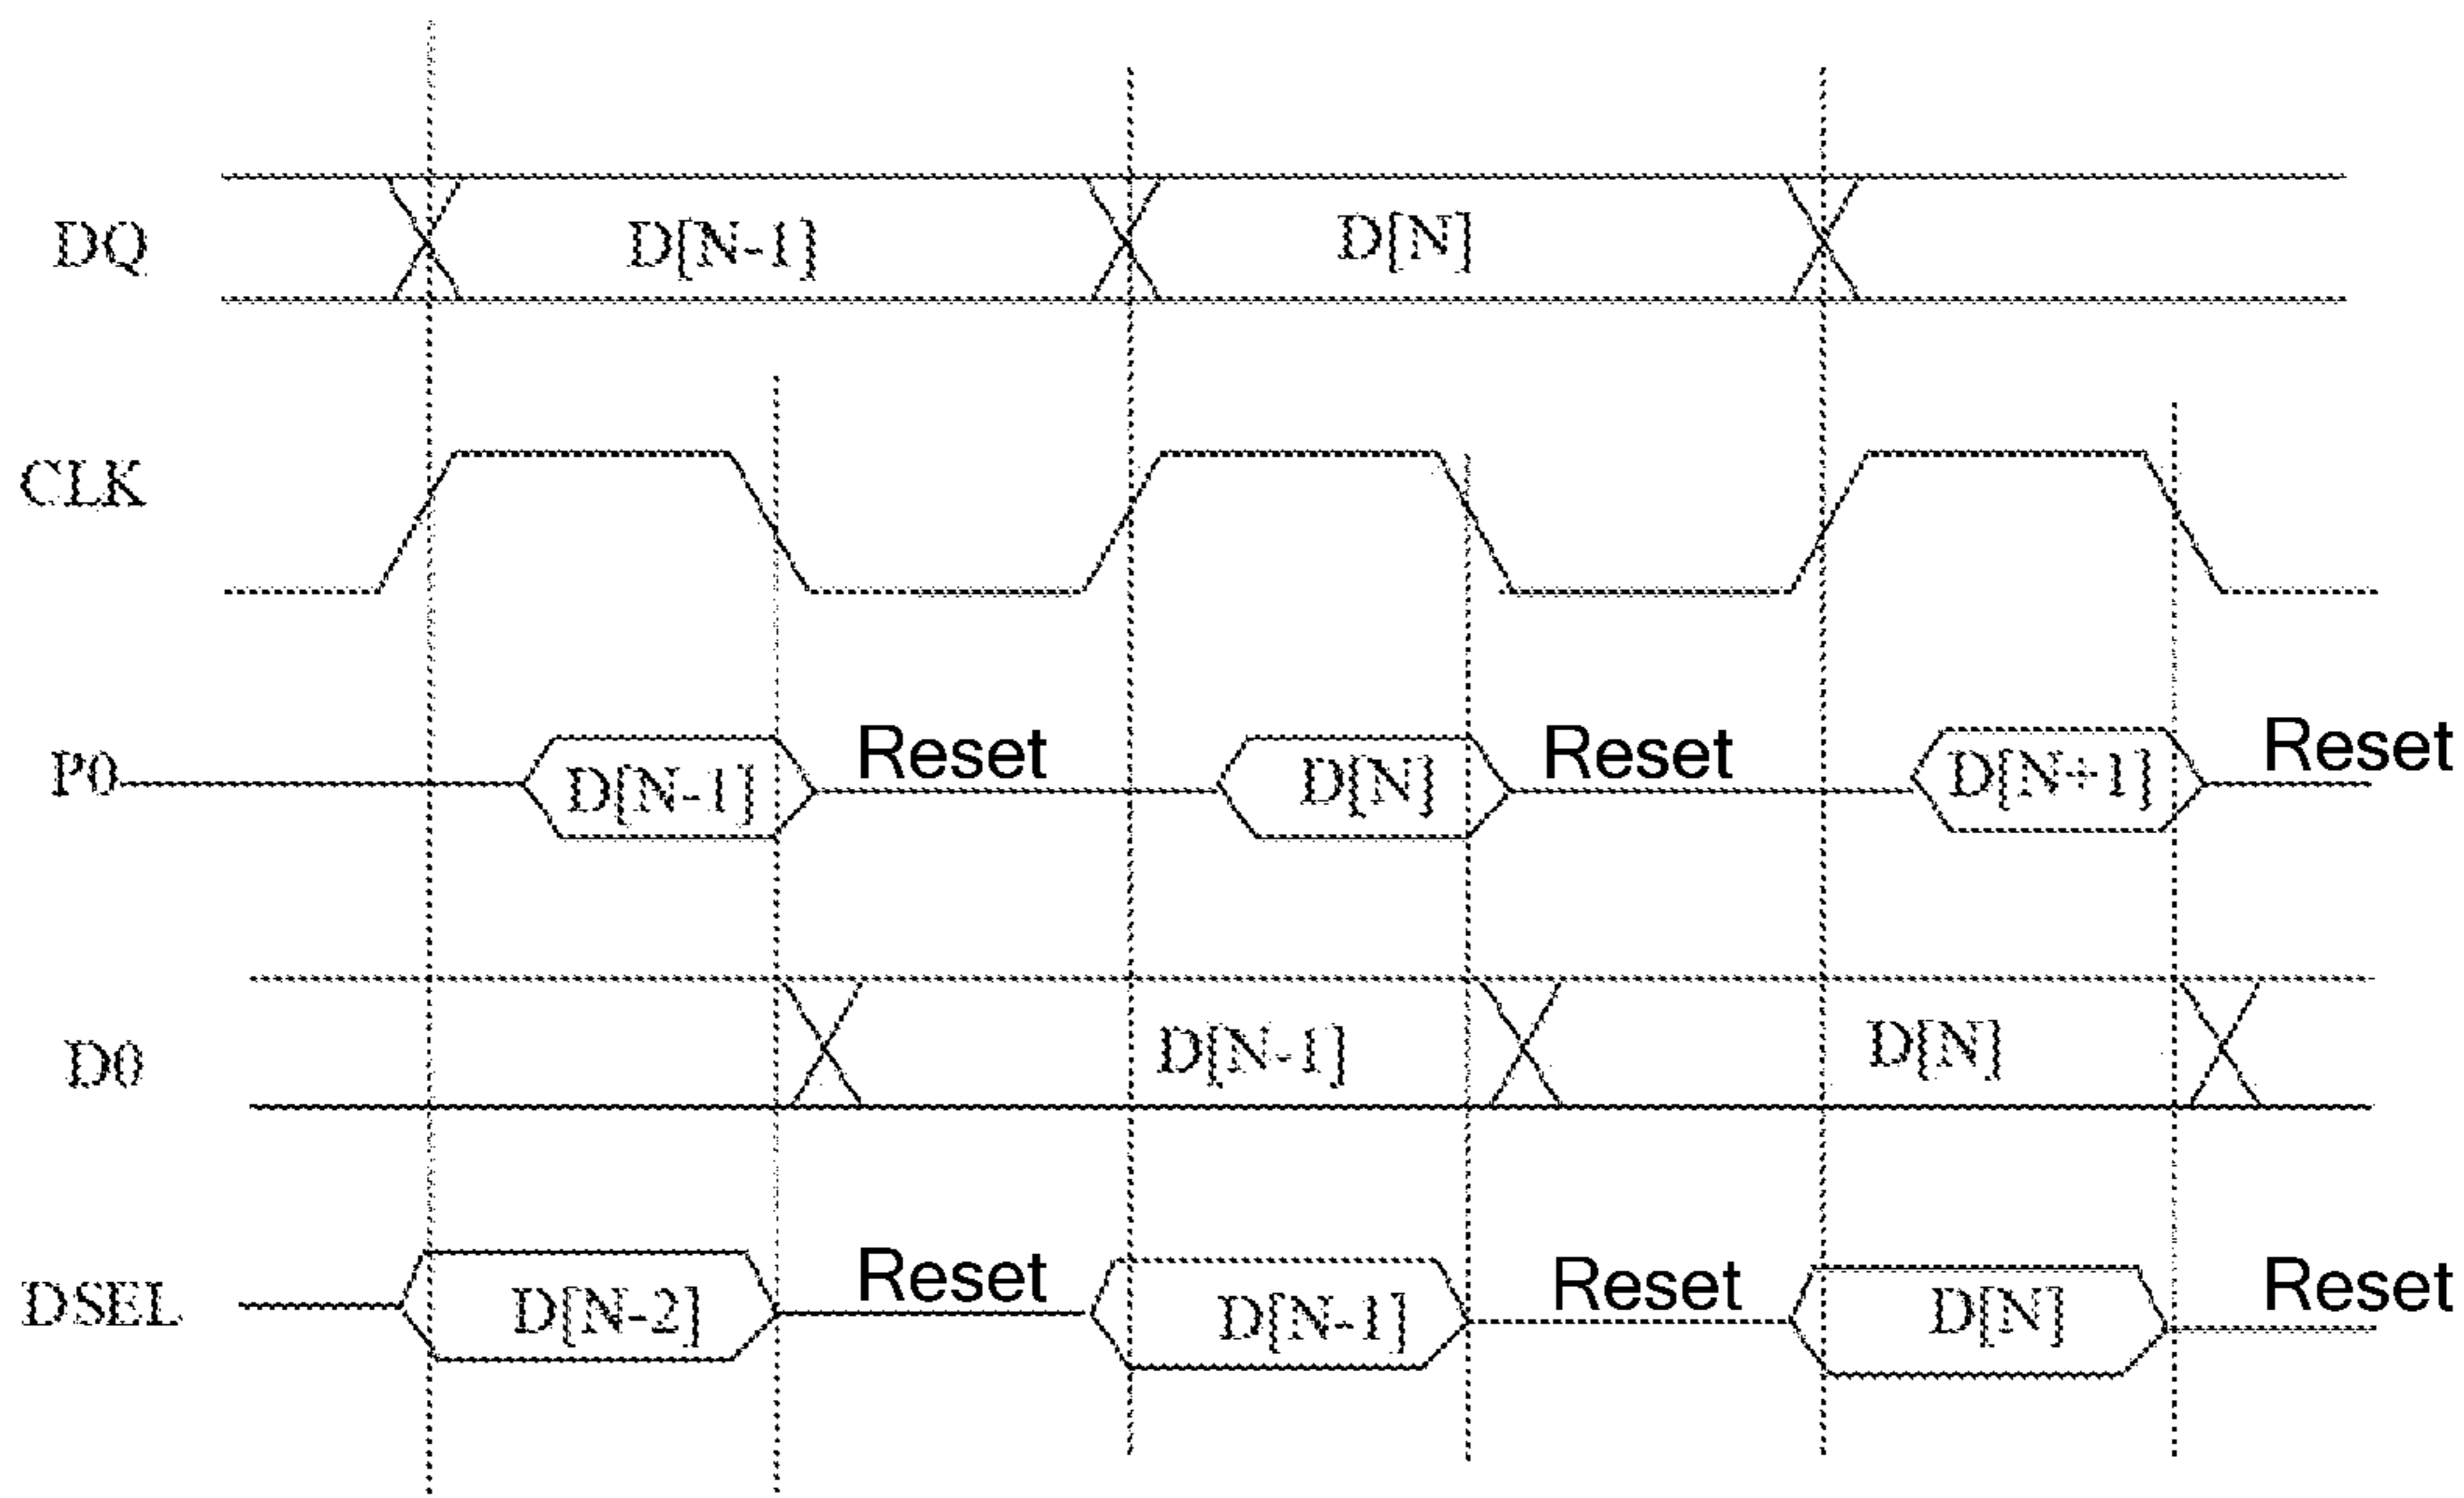 DQ D[N-1] D[N]
CLK
P0 D[N-1] Reset D[N] Reset D[N+1] Reset
D0 D[N-1] D[N]
DSEL D[N-2] Reset D[N-1] Reset D[N] Reset